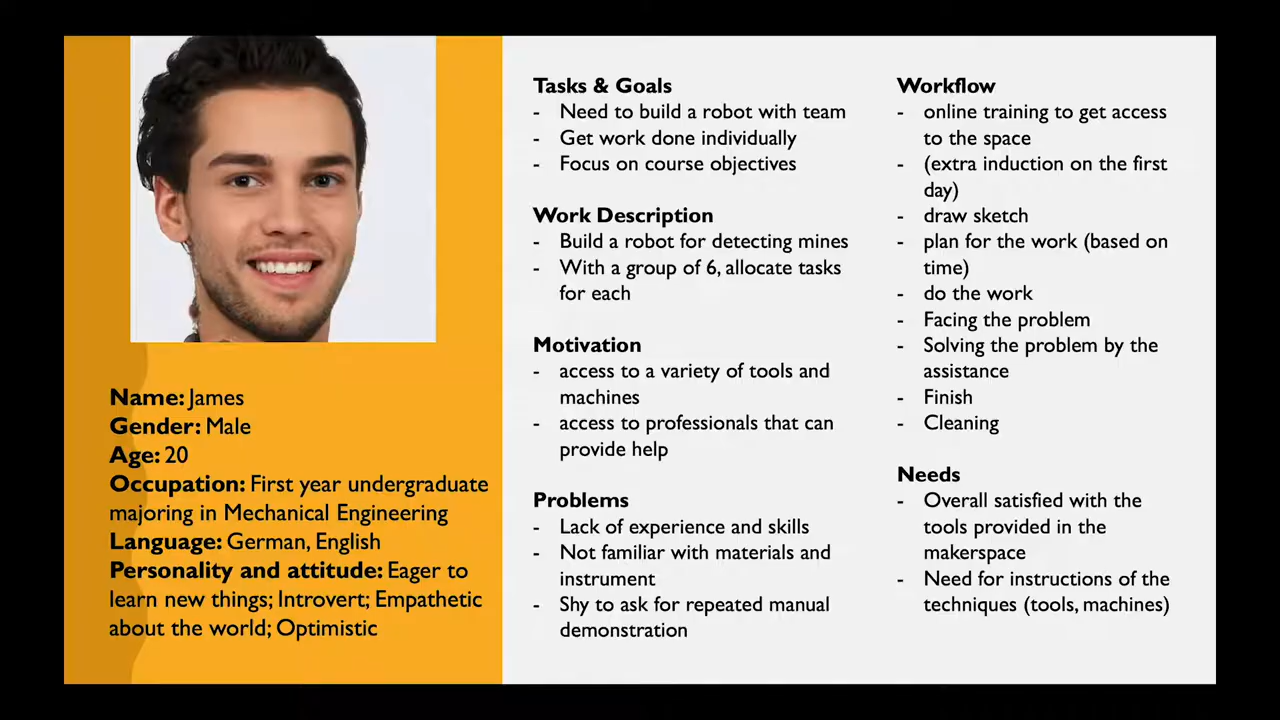 Name: James
Gender: Male
Age: 20
Occupation: First year undergraduate
majoring in Mechanical Engineering
Language: German, English
Personality and attitude: Eager to
learn new things; Introvert; Empathetic
about the world; Optimistic
Tasks & Goals
- Need to build a robot with team
- Get work done individually
- Focus on course objectives
Work Description
- Build a robot for detecting mines
- With a group of 6, allocate tasks
for each
Motivation
- access to a variety of tools and
machines
- access to professionals that can
provide help
Problems
- Lack of experience and skills
- Not familiar with materials and
instrument
- Shy to ask for repeated manual
demonstration
Workflow
- online training to get access
to the space
- (extra induction on the first
day)
- draw sketch
- plan for the work (based on
time)
- do the work
- Facing the problem
- Solving the problem by the
assistance
- Finish
- Cleaning
Needs
- Overall satisfied with the
tools provided in the
makerspace
- Need for instructions of the
techniques (tools, machines)